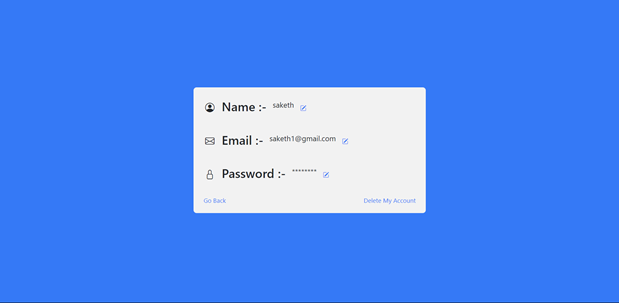 Name :- saketh
Email :- saketh1@gmail.com
Password :- ********
Go Back Delete My Account